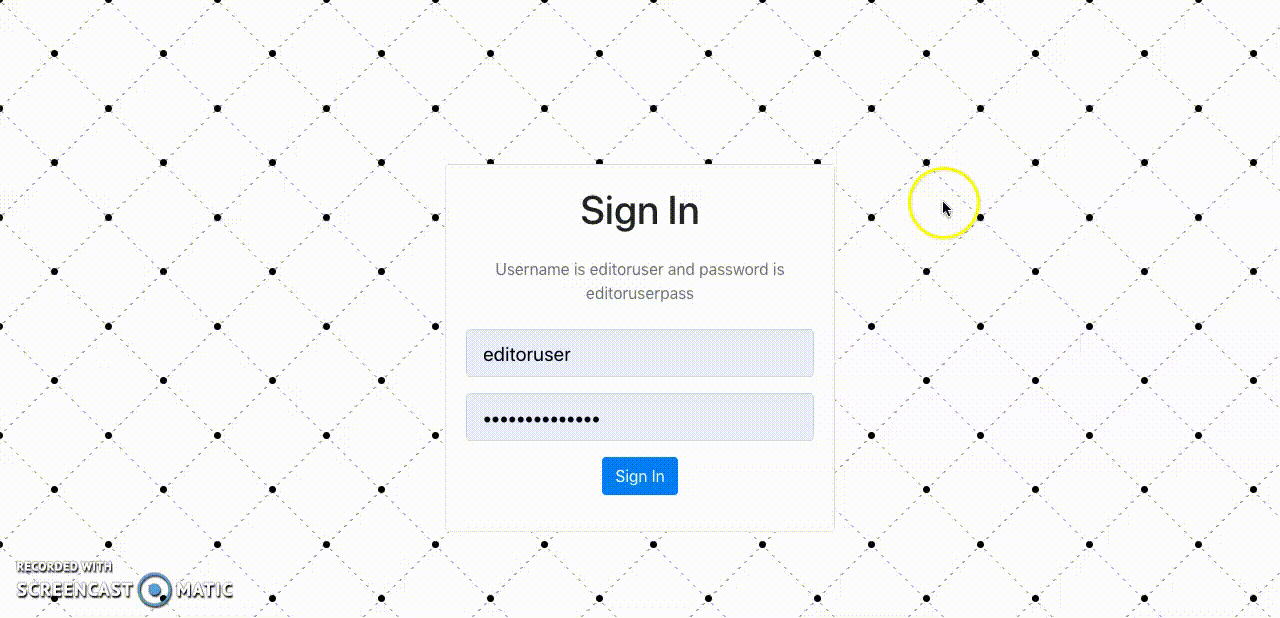 Sign In
Username is editoruser and password is
editoruserpass
editoruser
••••••••••••••
Sign In
RECORDED WITH
SCREENCAST MATIC